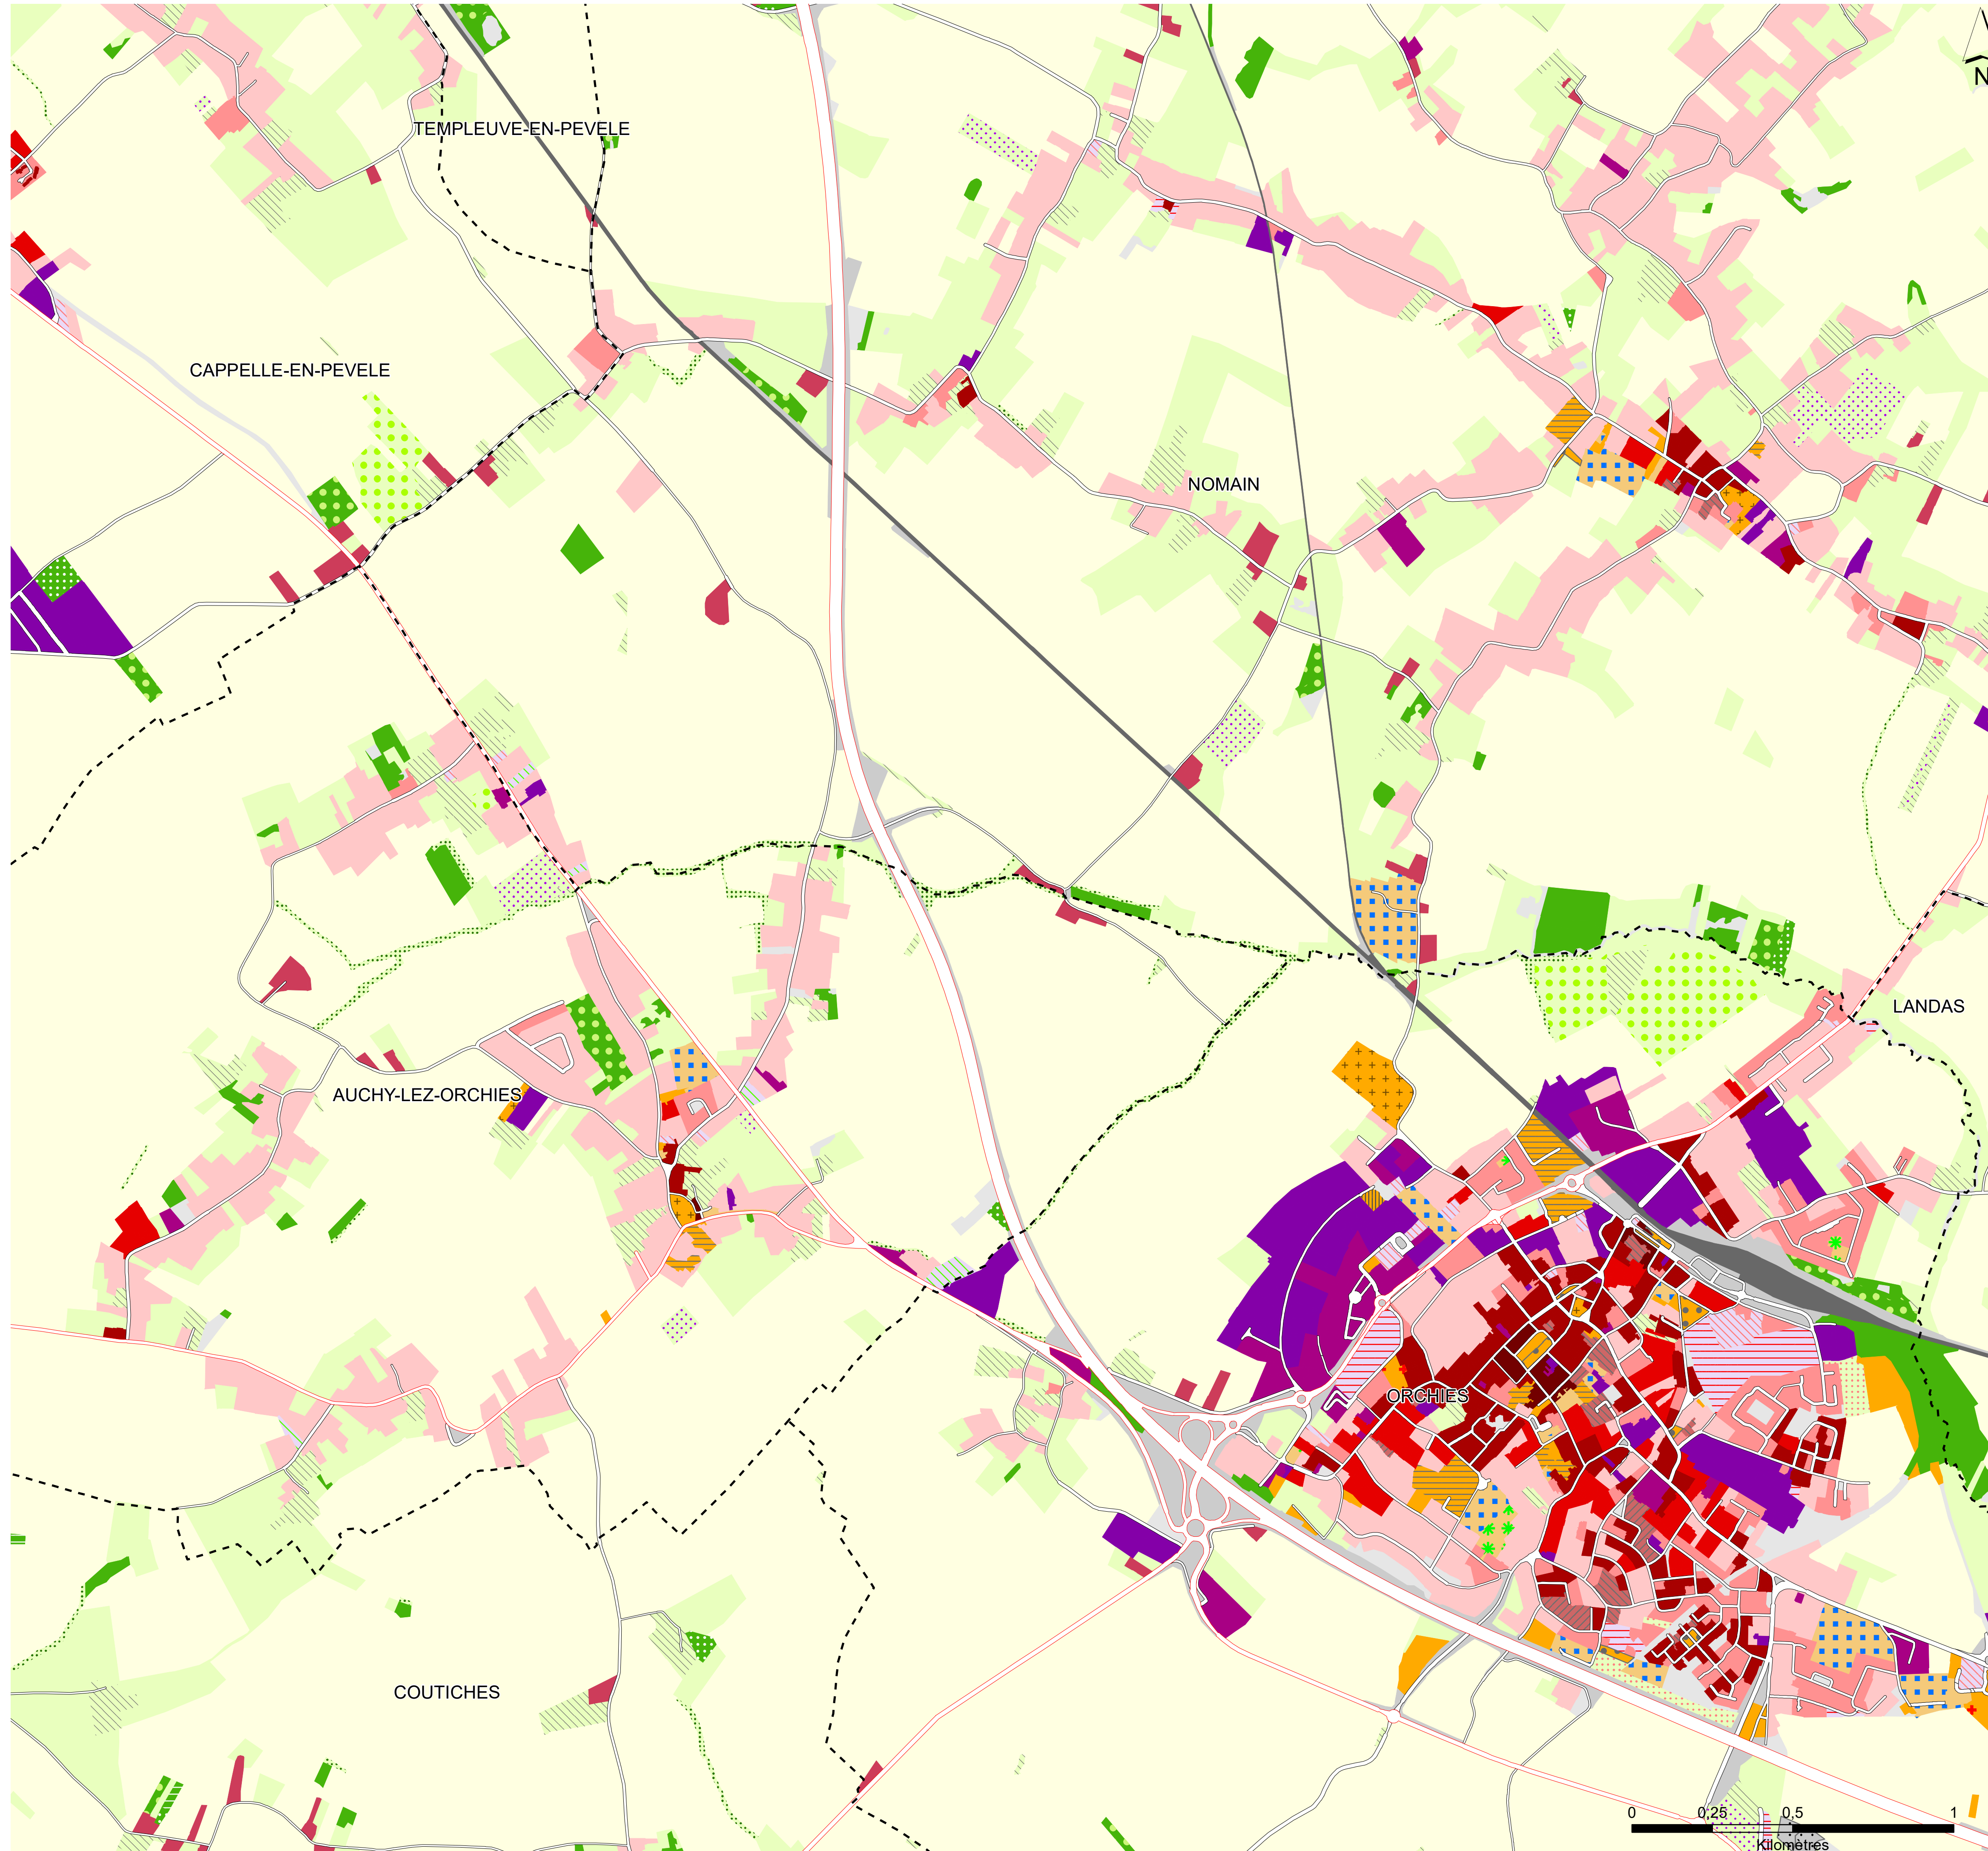 N
TEMPLEUVE-EN-PEVELE
CAPPELLE-EN-PEVELE
NOMAIN
LANDAS
AUCHY-LEZ-ORCHIES
ORCHIES
COUTICHES
0 0,25 0,5 1
Kilomètres